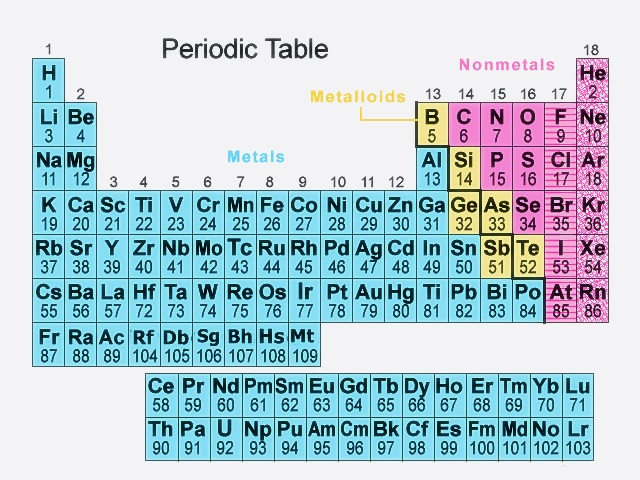 1 Periodic Table 18
H Nonmetals He
1 2 Metalloids 13 14 15 16 17 2
Li Be B C N O F Ne
3 4 5 6 7 8 9 10
Na Mg Metals Al Si P S Cl Ar
11 12 3 4 5 6 7 8 9 10 11 12 13 14 15 16 17 18
K Ca Sc Ti V Cr Mn Fe Co Ni Cu Zn Ga Ge As Se Br Kr
19 20 21 22 23 24 25 26 27 28 29 30 31 32 33 34 35 36
Rb Sr Y Zr Nb Mo Tc Ru Rh Pd Ag Cd In Sn Sb Te I Xe
37 38 39 40 41 42 43 44 45 46 47 48 49 50 51 52 53 54
Cs Ba La Hf Ta W Re Os Ir Pt Au Hg Ti Pb Bi Po At Rn
55 56 57 72 73 74 75 76 77 78 79 80 81 82 83 84 85 86
Fr Ra Ac Rf Db Sg Bh Hs Mt
87 88 89 104 105 106 107 108 109
Ce Pr Nd Pm Sm Eu Gd Tb Dy Ho Er Tm Yb Lu
58 59 60 61 62 63 64 65 66 67 68 69 70 71
Th Pa U Np Pu Am Cm Bk Cf Es Fm Md No Lr
90 91 92 93 94 95 96 97 98 99 100 101 102 103